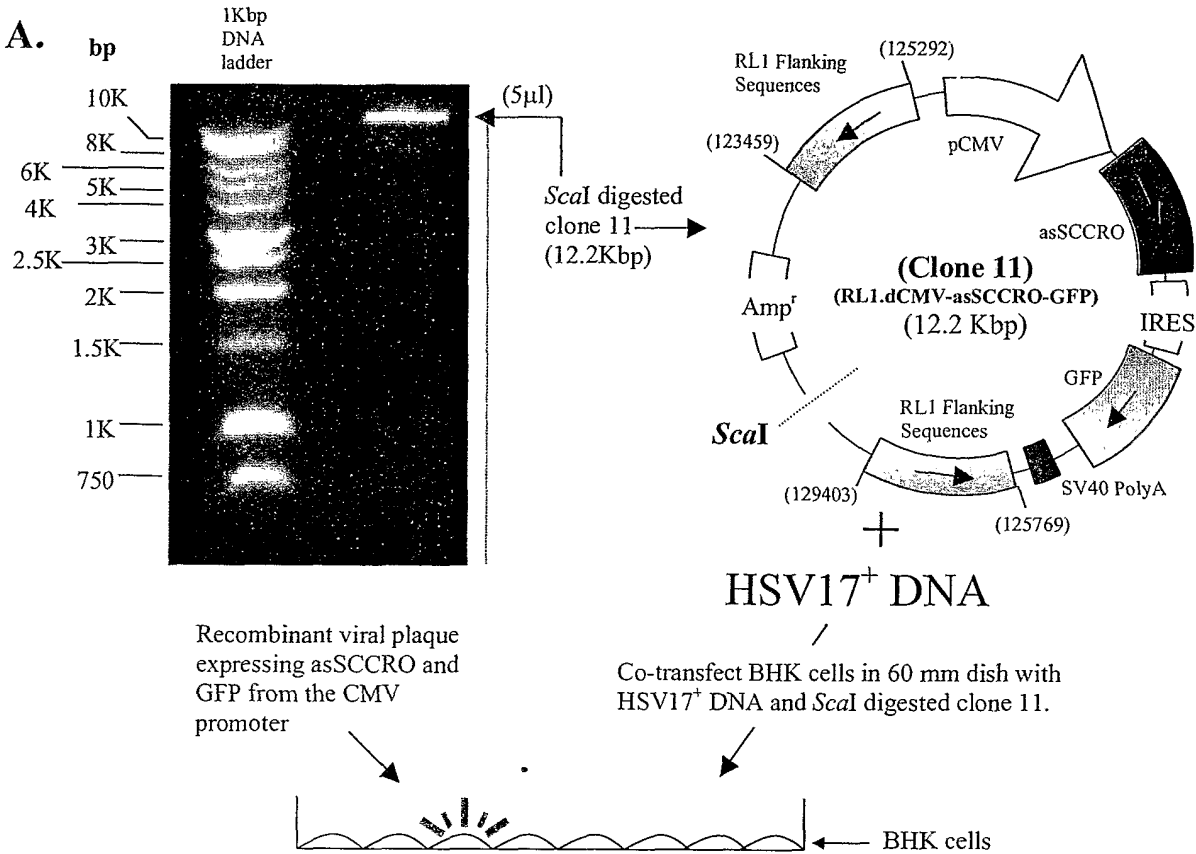 A.
bp
1Kbp
DNA
ladder
10K
8K
6K
5K
4K
3K
2.5K
2K
1.5K
1K
750
(5µl)
ScaI digested
clone 11
(12.2Kbp)
RL1 Flanking
Sequences
(125292)
(123459)
pCMV
asSCCRO
(Clone 11)
(RL1.dCMV-asSCCRO-GFP)
(12.2 Kbp)
Ampr
IRES
GFP
ScaI
RL1 Flanking
Sequences
SV40 PolyA
(129403)
(125769)
+
HSV17+ DNA
Recombinant viral plaque
expressing asSCCRO and
GFP from the CMV
promoter
Co-transfect BHK cells in 60 mm dish with
HSV17+ DNA and ScaI digested clone 11.
BHK cells